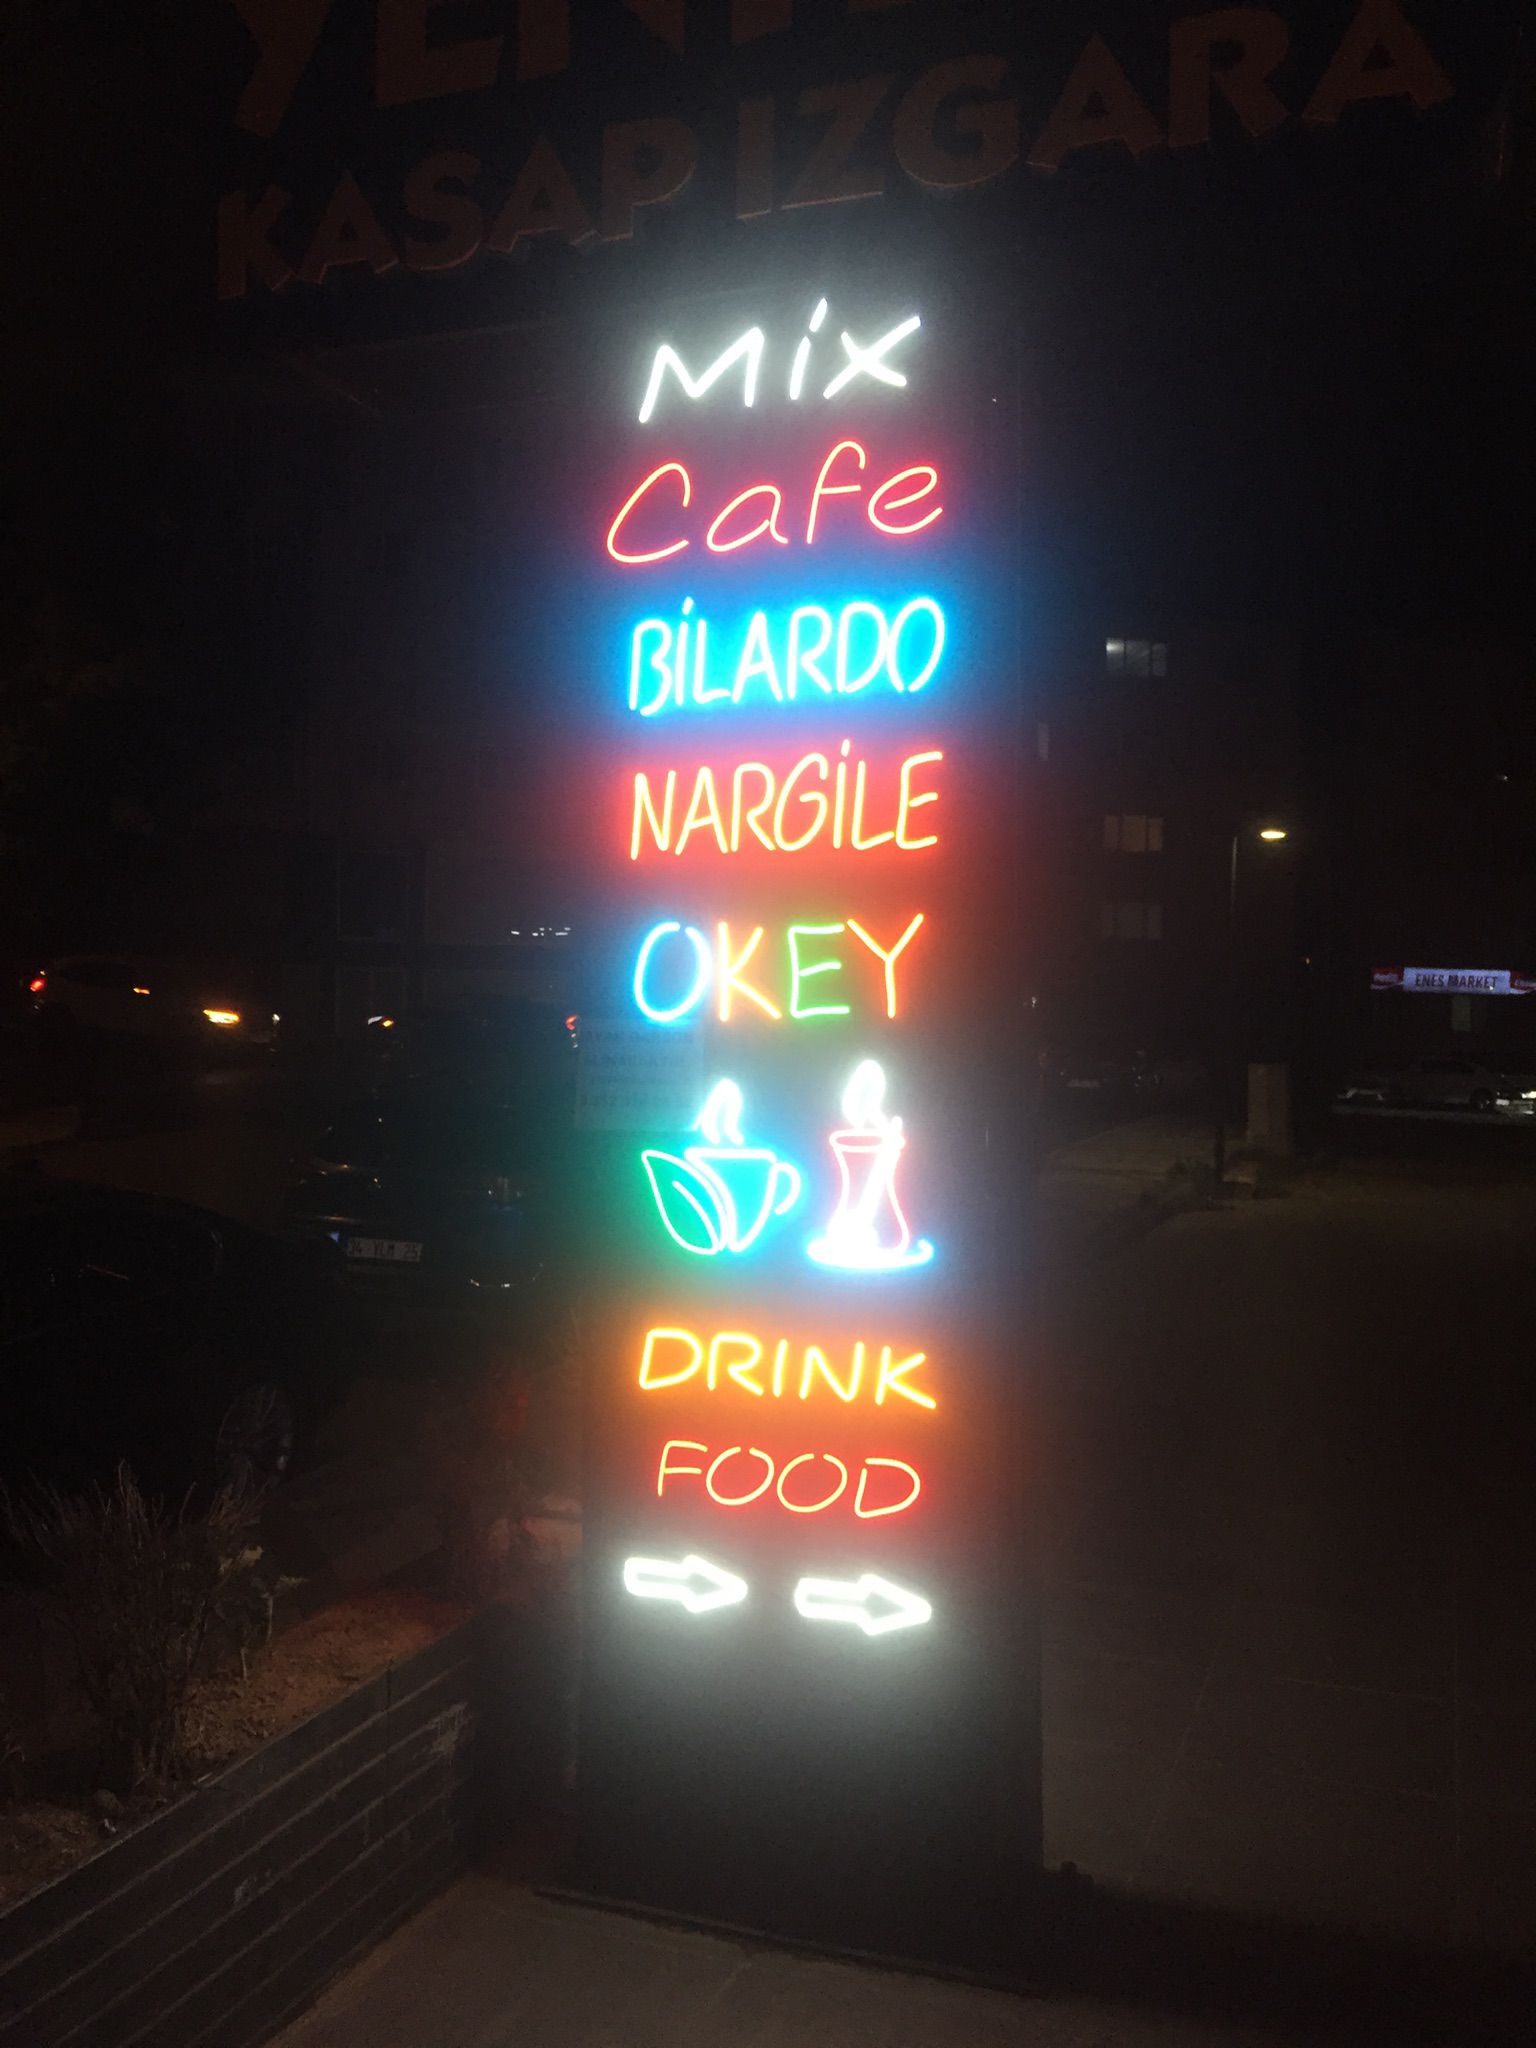 KASAP IZGARA
Mix
Cafe
BİLARDO
NARGİLE
OKEY
ENES MARKET
DRINK
FOOD